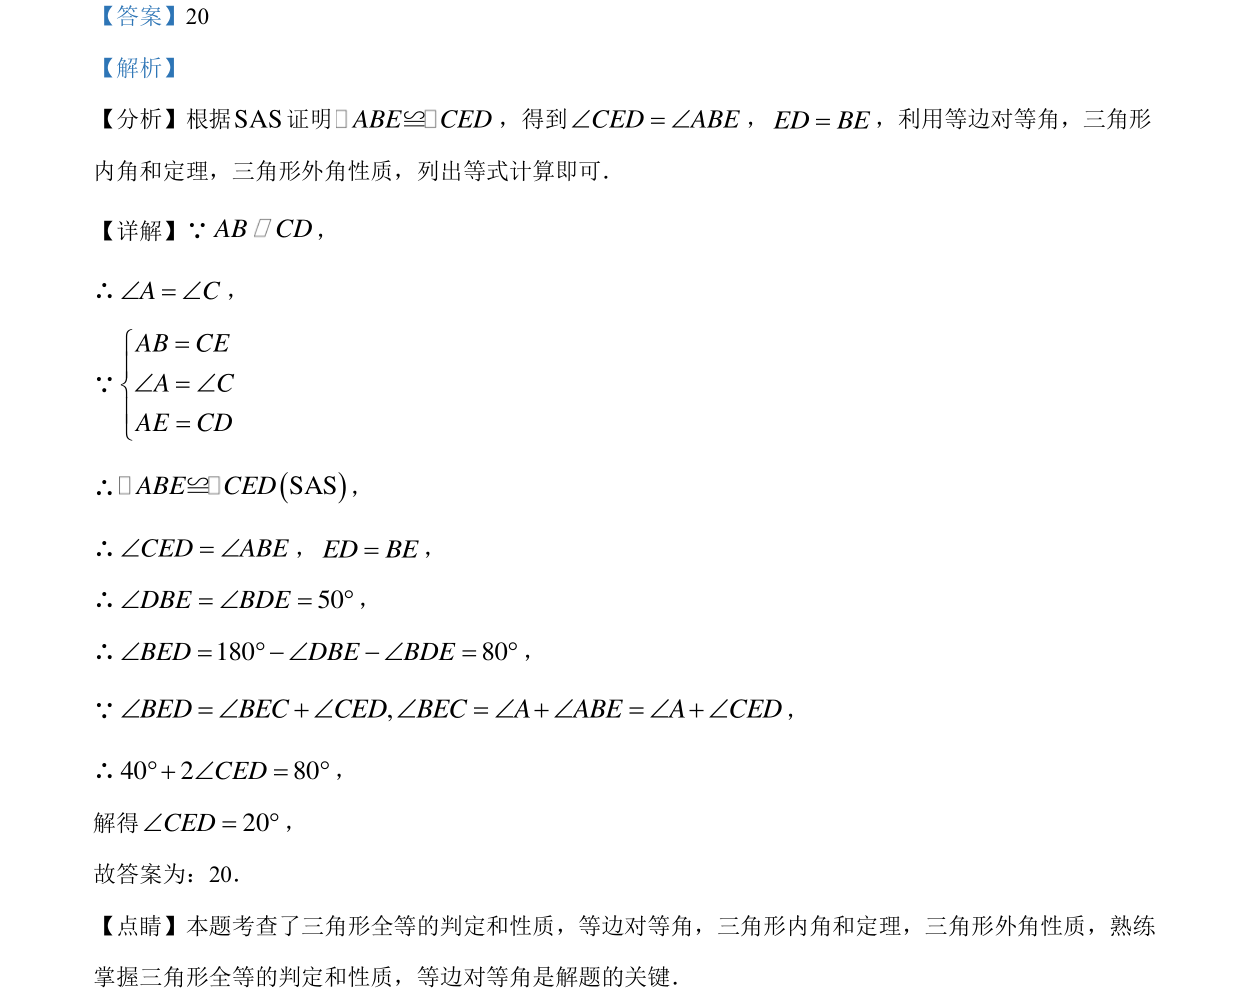 【答案】20
【解析】
【分析】根据SAS证明□ABE≌□CED，得到∠CED=∠ABE，ED=BE，利用等边对等角，三角形
内角和定理，三角形外角性质，列出等式计算即可．
【详解】∵AB□CD，
∴∠A=∠C，
AB=CE
∵{∠A=∠C
AE=CD
∴□ABE≌□CED(SAS)，
∴∠CED=∠ABE，ED=BE，
∴∠DBE=∠BDE=50°，
∴∠BED=180°−∠DBE−∠BDE=80°，
∵∠BED=∠BEC+∠CED,∠BEC=∠A+∠ABE=∠A+∠CED，
∴40°+2∠CED=80°，
解得∠CED=20°，
故答案为：20．
【点睛】本题考查了三角形全等的判定和性质，等边对等角，三角形内角和定理，三角形外角性质，熟练
掌握三角形全等的判定和性质，等边对等角是解题的关键．